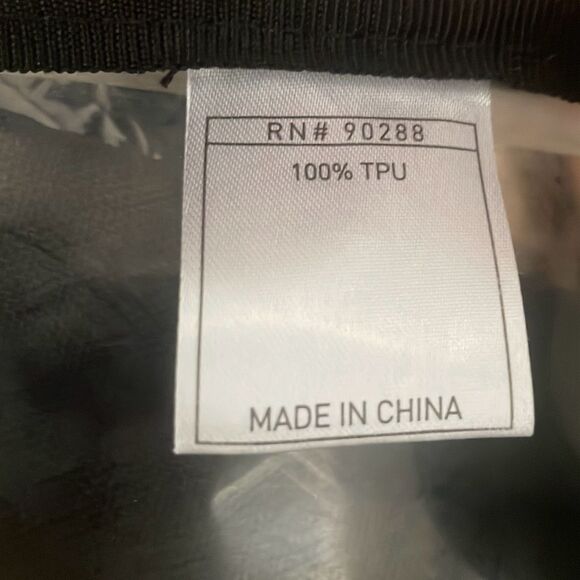 RN# 90288
100% TPU
MADE IN CHINA